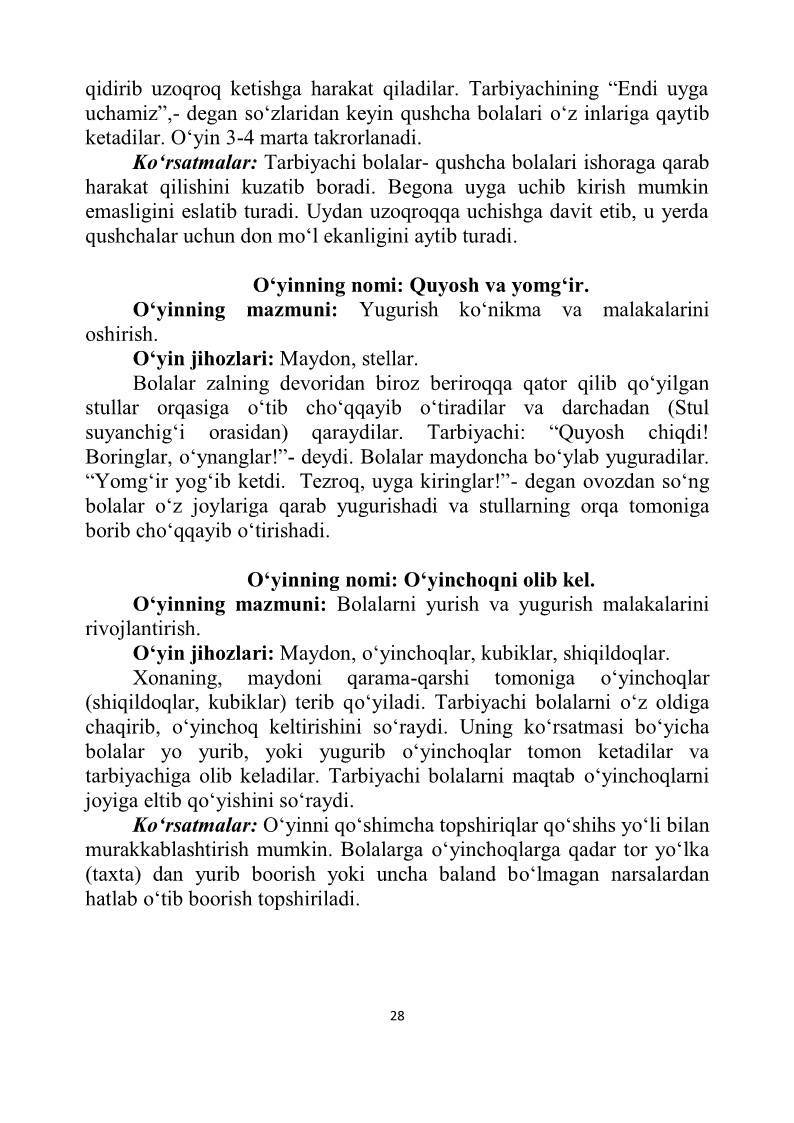 qidirib uzoqroq ketishga harakat qiladilar. Tarbiyachining “Endi uyga
uchamiz”,- degan so‘zlaridan keyin qushcha bolalari o‘z inlariga qaytib
ketadilar. O‘yin 3-4 marta takrorlanadi.
Ko‘rsatmalar: Tarbiyachi bolalar- qushcha bolalari ishoraga qarab
harakat qilishini kuzatib boradi. Begona uyga uchib kirish mumkin
emasligini eslatib turadi. Uydan uzoqroqqa uchishga davit etib, u yerda
qushchalar uchun don mo‘l ekanligini aytib turadi.
O‘yinning nomi: Quyosh va yomg‘ir.
O‘yinning mazmuni: Yugurish ko‘nikma va malakalarini
oshirish.
O‘yin jihozlari: Maydon, stellar.
Bolalar zalning devoridan biroz beriroqqa qator qilib qo‘yilgan
stullar orqasiga o‘tib cho‘qqayib o‘tiradilar va darchadan (Stul
suyanchig‘i orasidan) qaraydilar. Tarbiyachi: “Quyosh chiqdi!
Boringlar, o‘ynanglar!”- deydi. Bolalar maydoncha bo‘ylab yuguradilar.
“Yomg‘ir yog‘ib ketdi.  Tezroq, uyga kiringlar!”- degan ovozdan so‘ng
bolalar o‘z joylariga qarab yugurishadi va stullarning orqa tomoniga
borib cho‘qqayib o‘tirishadi.
O‘yinning nomi: O‘yinchoqni olib kel.
O‘yinning mazmuni: Bolalarni yurish va yugurish malakalarini
rivojlantirish.
O‘yin jihozlari: Maydon, o‘yinchoqlar, kubiklar, shiqildoqlar.
Xonaning, maydoni qarama-qarshi tomoniga o‘yinchoqlar
(shiqildoqlar, kubiklar) terib qo‘yiladi. Tarbiyachi bolalarni o‘z oldiga
chaqirib, o‘yinchoq keltirishini so‘raydi. Uning ko‘rsatmasi bo‘yicha
bolalar yo yurib, yoki yugurib o‘yinchoqlar tomon ketadilar va
tarbiyachiga olib keladilar. Tarbiyachi bolalarni maqtab o‘yinchoqlarni
joyiga eltib qo‘yishini so‘raydi.
Ko‘rsatmalar: O‘yinni qo‘shimcha topshiriqlar qo‘shihs yo‘li bilan
murakkablashtirish mumkin. Bolalarga o‘yinchoqlarga qadar tor yo‘lka
(taxta) dan yurib boorish yoki uncha baland bo‘lmagan narsalardan
hatlab o‘tib boorish topshiriladi.
28